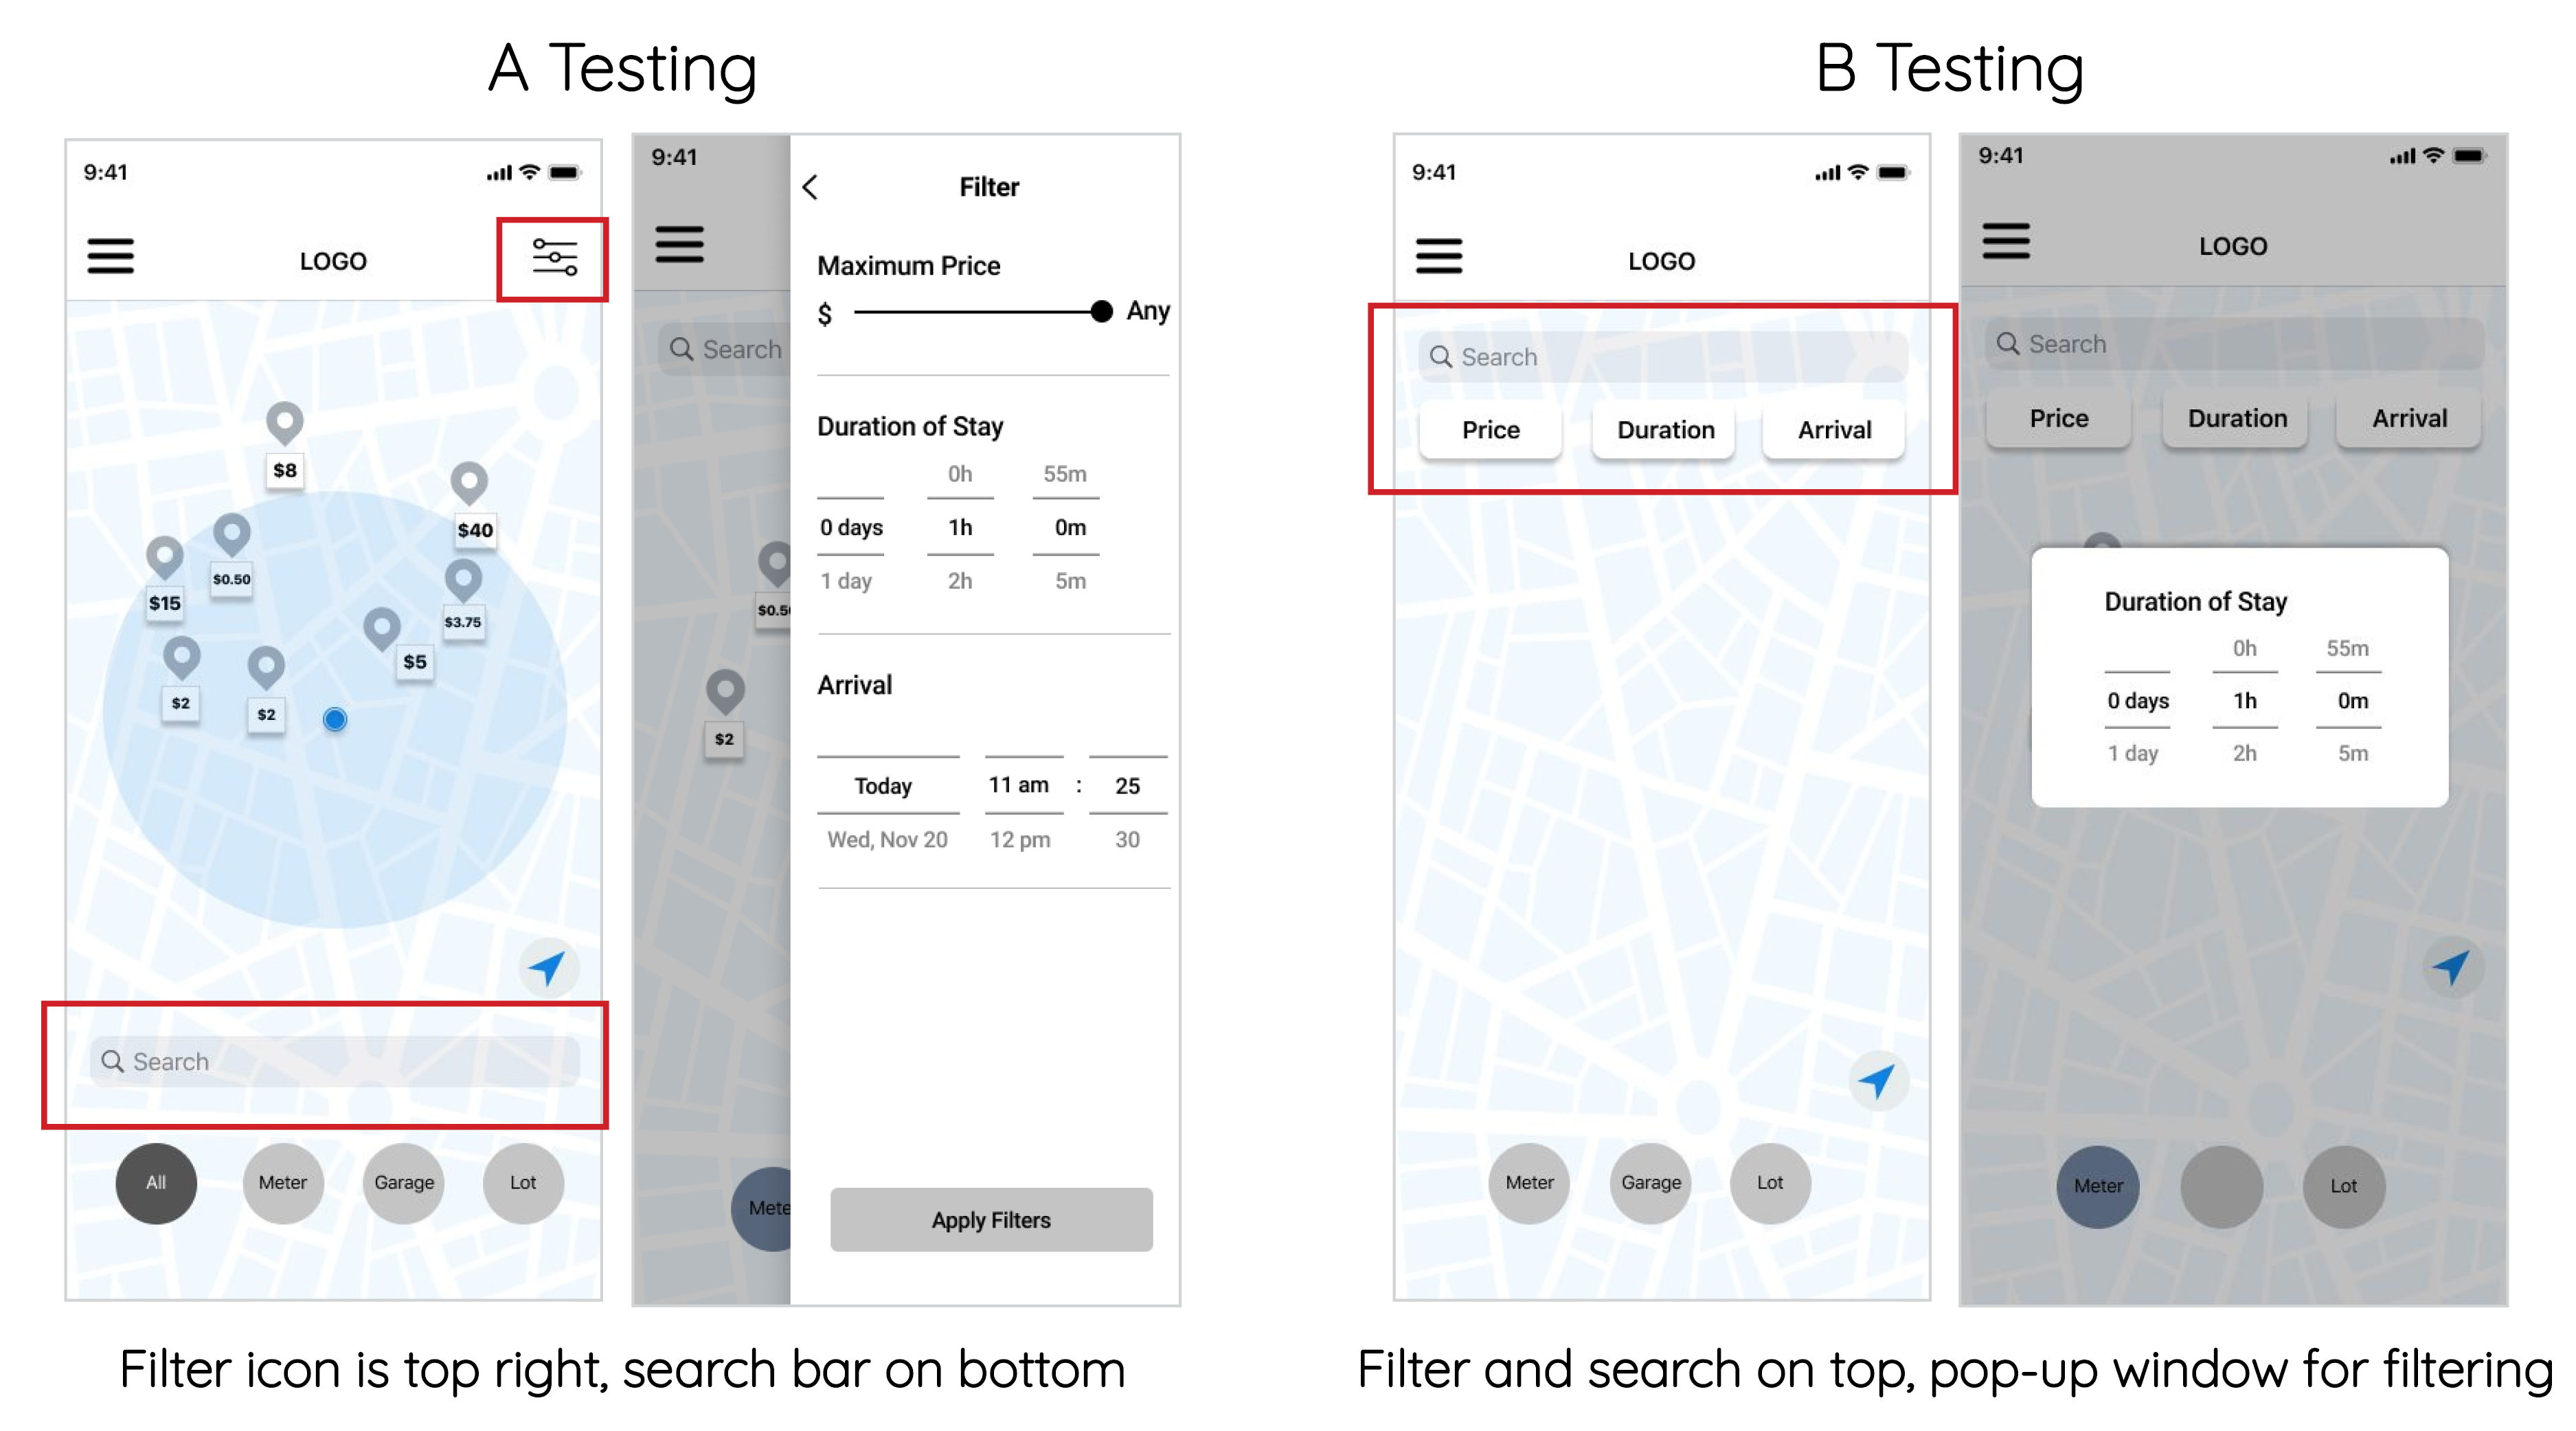 A Testing
B Testing
9:41
LOGO
$8
$40
$0.50
$15
$3.75
$5
$2
$2
Search
All Meter Garage Lot
9:41
Search
$0.5
$2
Mete
Filter
Maximum Price
$ Any
Duration of Stay
0h 55m
0 days 1h 0m
1 day 2h 5m
Arrival
Today 11 am : 25
Wed, Nov 20 12 pm 30
Apply Filters
9:41
LOGO
Search
Price Duration Arrival
Meter Garage Lot
9:41
LOGO
Search
Price Duration Arrival
Duration of Stay
0h 55m
0 days 1h 0m
1 day 2h 5m
Meter Lot
Filter icon is top right, search bar on bottom
Filter and search on top, pop-up window for filtering